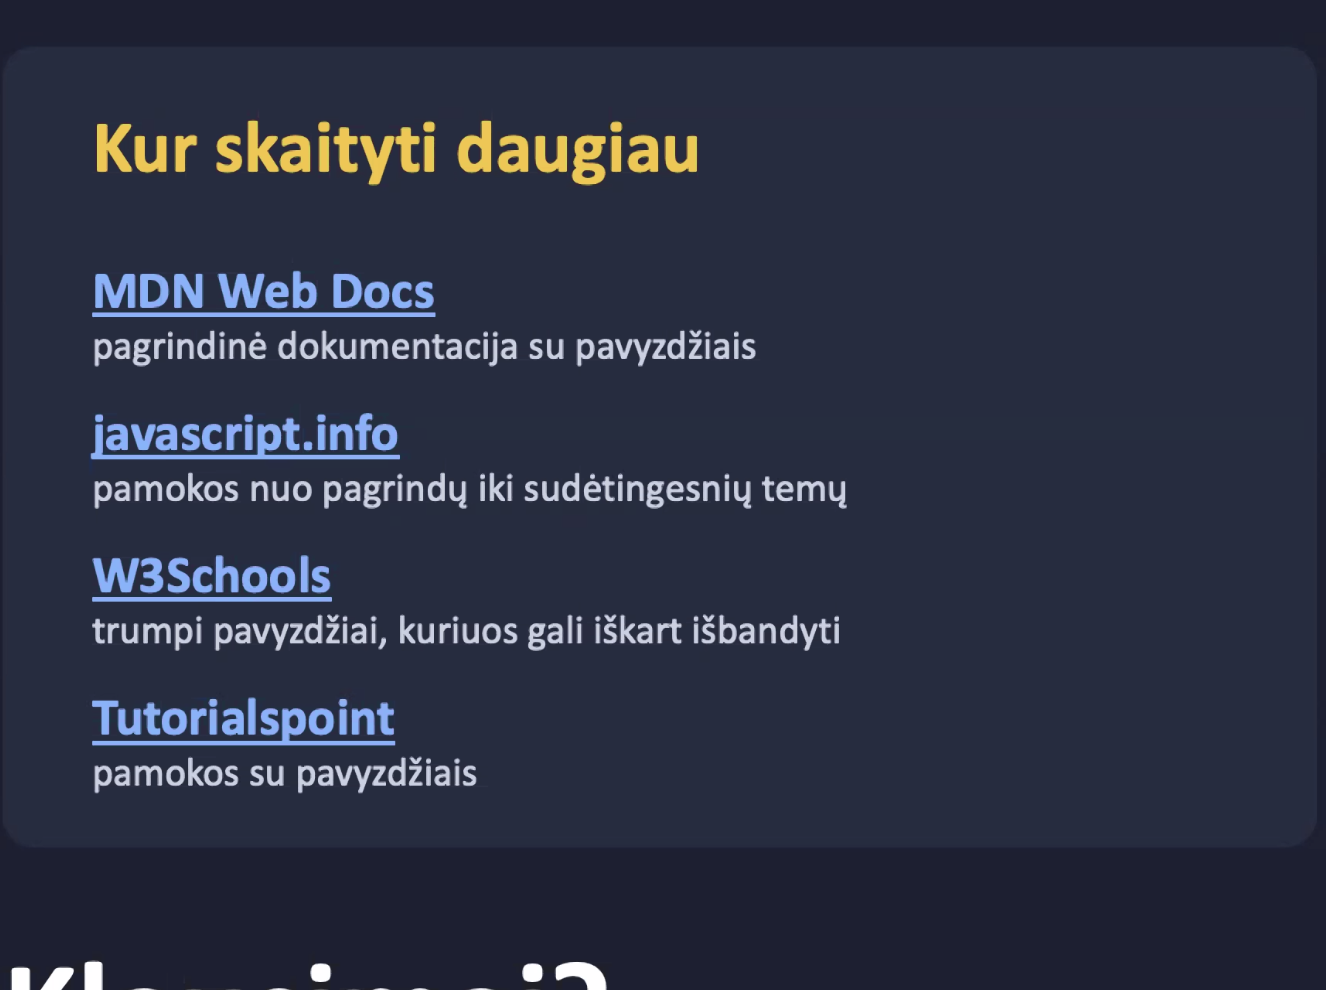 Kur skaityti daugiau
MDN Web Docs
pagrindinė dokumentacija su pavyzdžiais
javascript.info
pamokos nuo pagrindų iki sudėtingesnių temų
W3Schools
trumpi pavyzdžiai, kuriuos gali iškart išbandyti
Tutorialspoint
pamokos su pavyzdžiais
Klausimai?